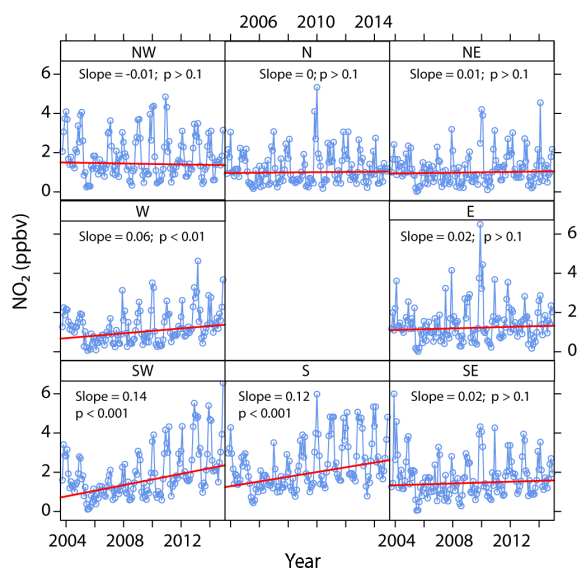 2006 2010 2014
NW N NE
Slope = -0.01; p > 0.1 Slope = 0; p > 0.1 Slope = 0.01; p > 0.1
6
4
2
0
W E
Slope = 0.06; p < 0.01 Slope = 0.02; p > 0.1
6
4
2
0
SW S SE
Slope = 0.14 Slope = 0.12 Slope = 0.02; p > 0.1
p < 0.001 p < 0.001
6
4
2
0
NO₂ (ppbv)
2004 2008 2012 2004 2008 2012
Year